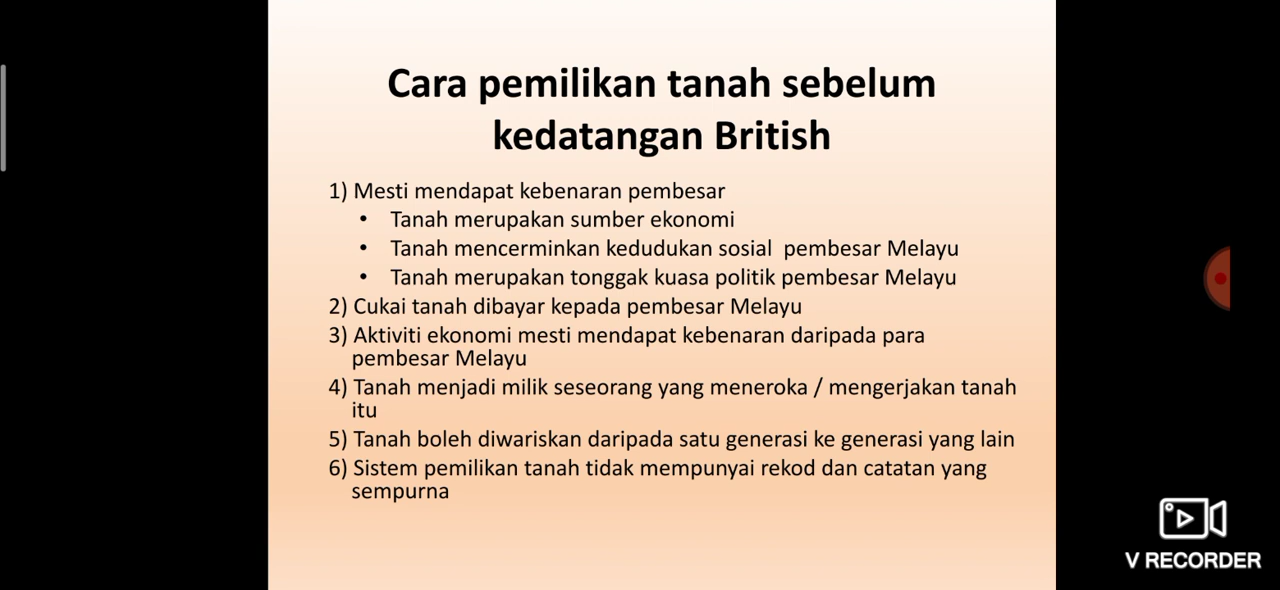 Cara pemilikan tanah sebelum
kedatangan British
1) Mesti mendapat kebenaran pembesar
• Tanah merupakan sumber ekonomi
• Tanah mencerminkan kedudukan sosial pembesar Melayu
• Tanah merupakan tonggak kuasa politik pembesar Melayu
2) Cukai tanah dibayar kepada pembesar Melayu
3) Aktiviti ekonomi mesti mendapat kebenaran daripada para
pembesar Melayu
4) Tanah menjadi milik seseorang yang meneroka / mengerjakan tanah
itu
5) Tanah boleh diwariskan daripada satu generasi ke generasi yang lain
6) Sistem pemilikan tanah tidak mempunyai rekod dan catatan yang
sempurna
V RECORDER